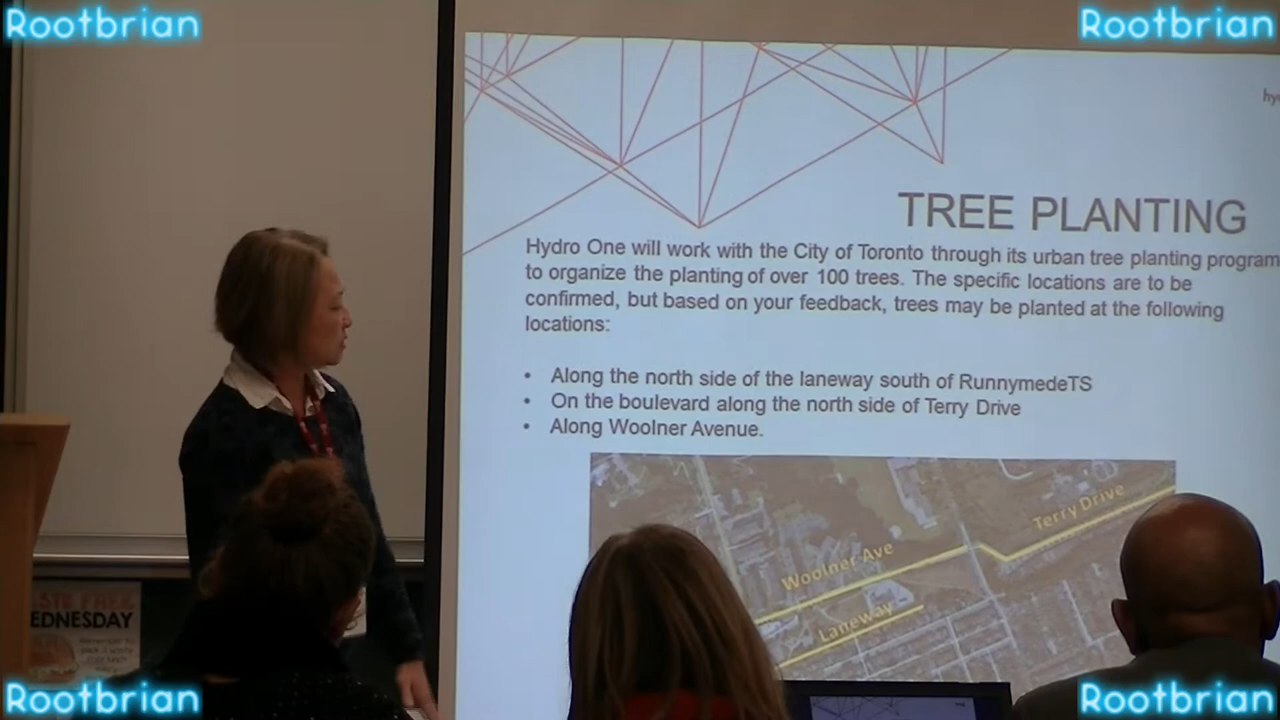 Rootbrian
Rootbrian
hy
TREE PLANTING
Hydro One will work with the City of Toronto through its urban tree planting program
to organize the planting of over 100 trees. The specific locations are to be
confirmed, but based on your feedback, trees may be planted at the following
locations:
• Along the north side of the laneway south of RunnymedeTS
• On the boulevard along the north side of Terry Drive
• Along Woolner Avenue.
Terry Drive
Woolner Ave
Laneway
STE FREE
EDNESDAY
Rootbrian
Rootbrian